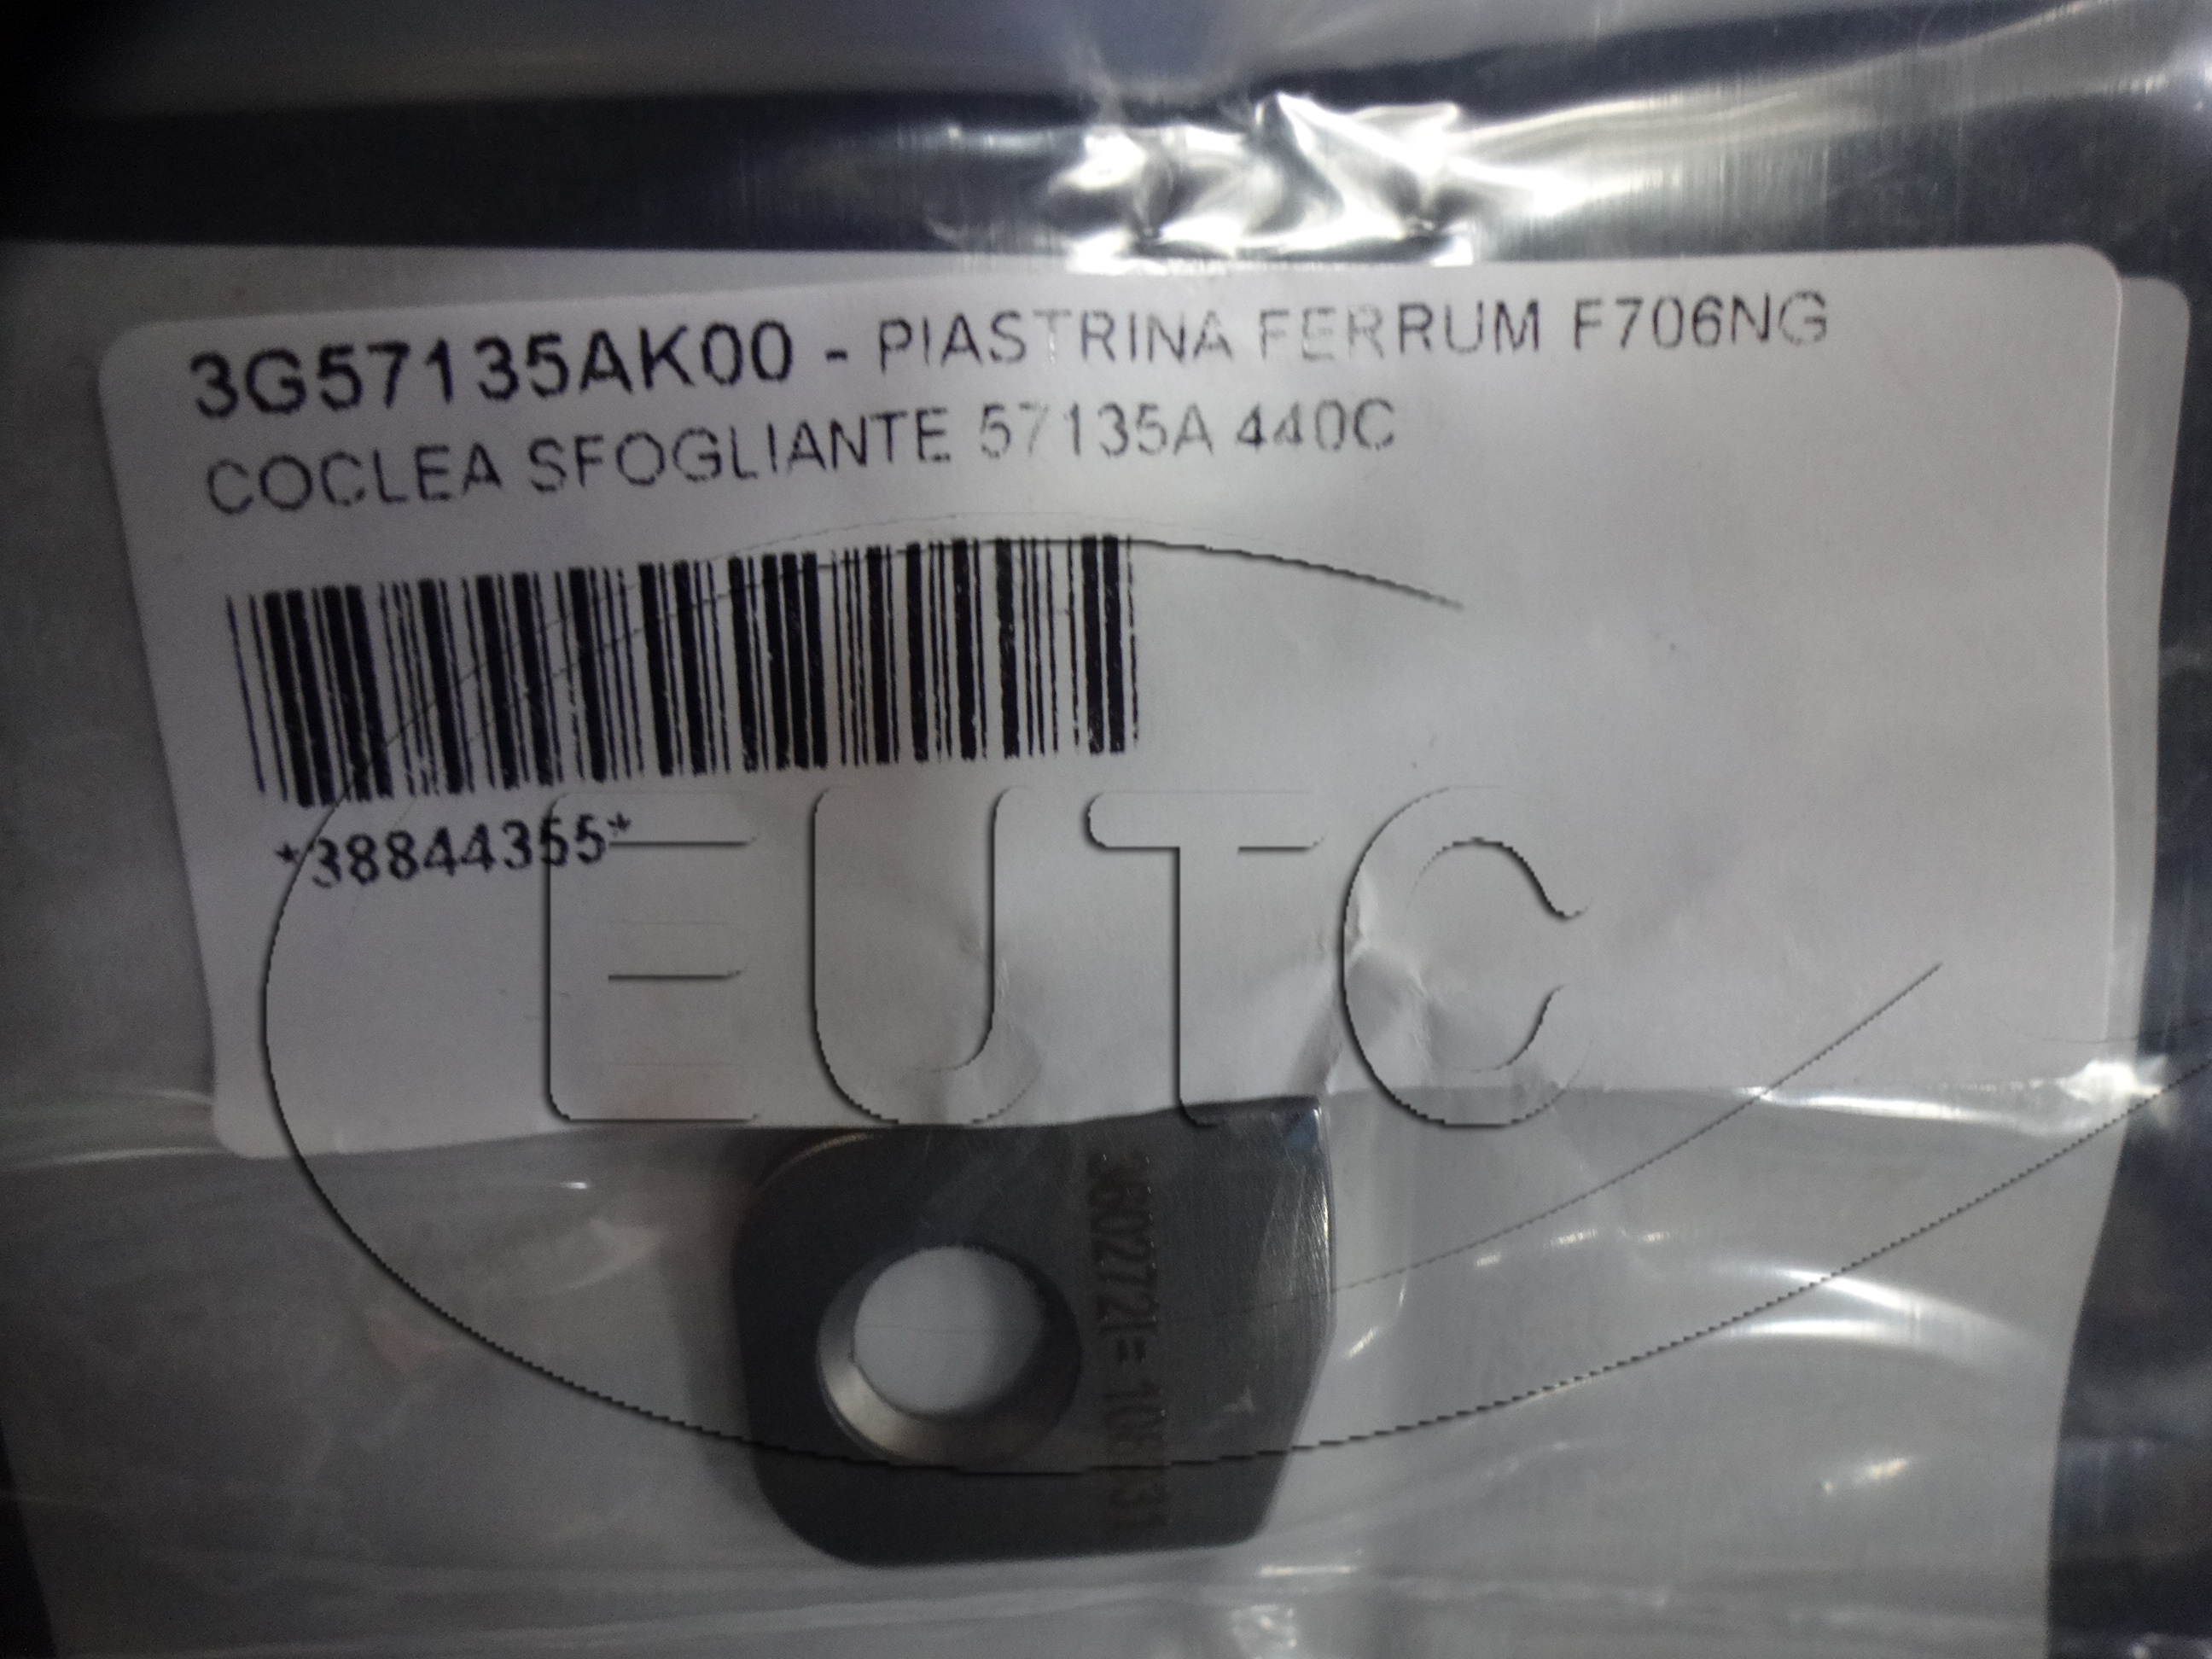 3G57135AK00 - PIASTRINA FERRUM F706NG
COCLEA SFOGLIANTE 57135A 440C
*38844355*
EUTC